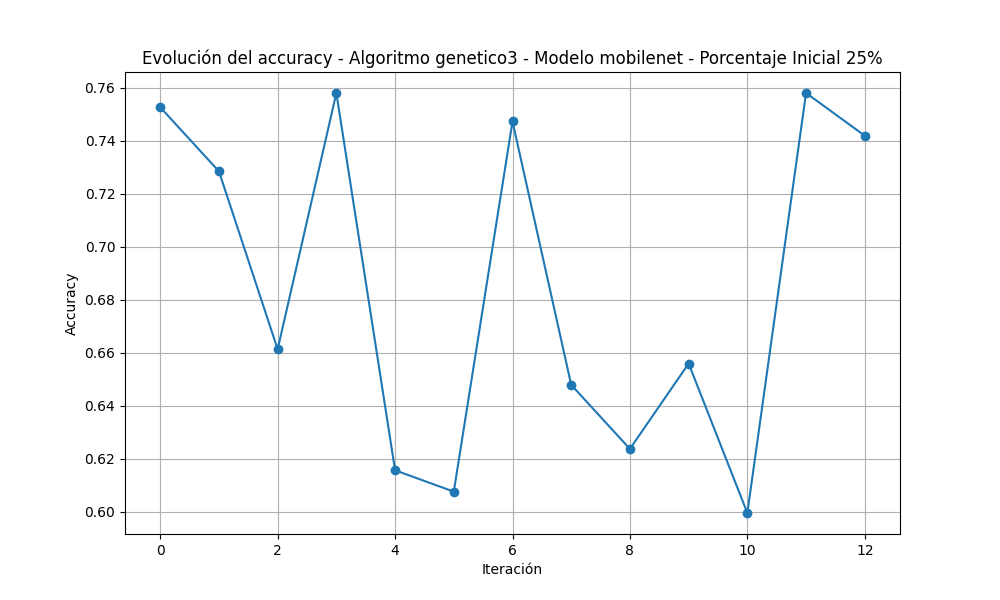 Evolución del accuracy - Algoritmo genetico3 - Modelo mobilenet - Porcentaje Inicial 25%
0.76
0.74
0.72
0.70
0.68
0.66
0.64
0.62
0.60
Accuracy
0 2 4 6 8 10 12
Iteración